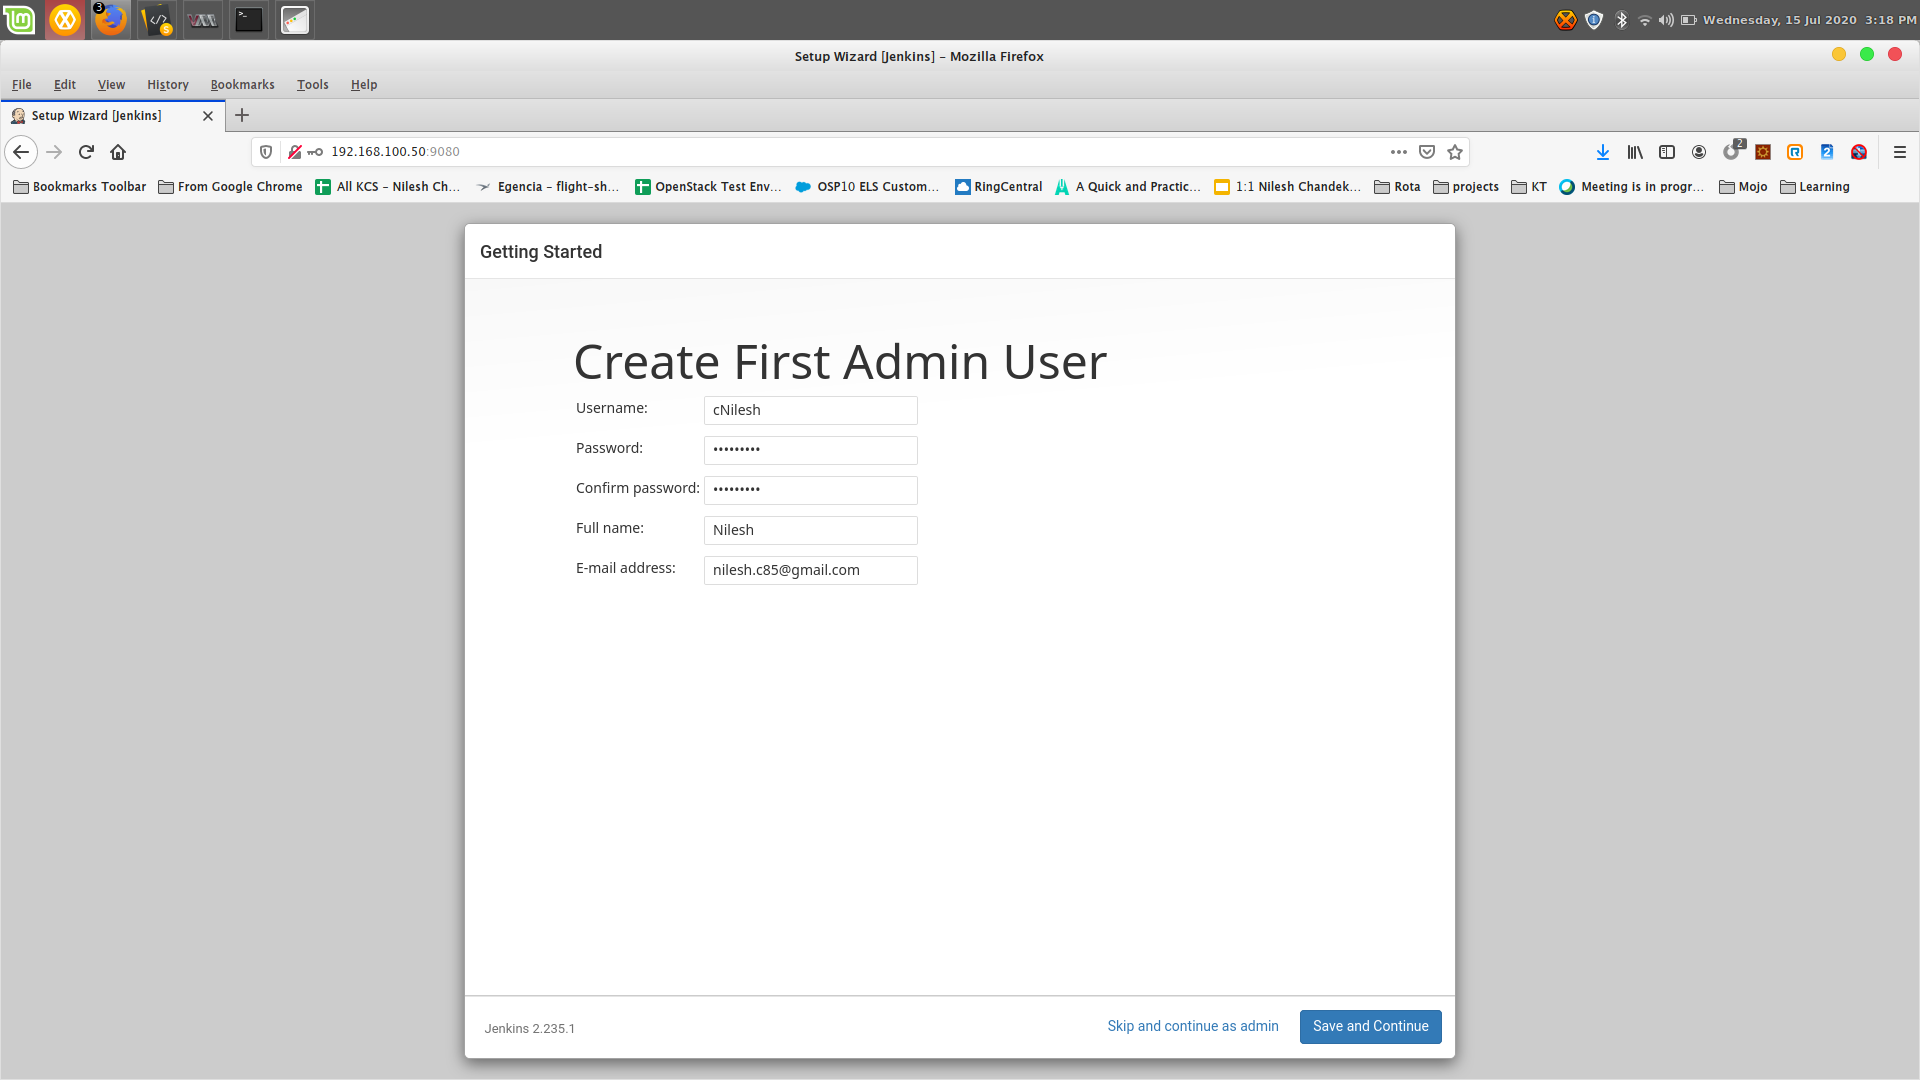 3
Wednesday, 15 Jul 2020 3:18 PM
Setup Wizard [Jenkins] – Mozilla Firefox
File Edit View History Bookmarks Tools Help
Setup Wizard [Jenkins]
192.168.100.50:9080
2
2
Bookmarks Toolbar From Google Chrome All KCS – Nilesh Ch... Egencia – flight-sh... OpenStack Test Env... OSP10 ELS Custom... RingCentral A Quick and Practic... 1:1 Nilesh Chandek... Rota projects KT Meeting is in progr... Mojo Learning
Getting Started
Create First Admin User
Username: cNilesh
Password: •••••••••
Confirm password: •••••••••
Full name: Nilesh
E-mail address: nilesh.c85@gmail.com
Jenkins 2.235.1 Skip and continue as admin Save and Continue